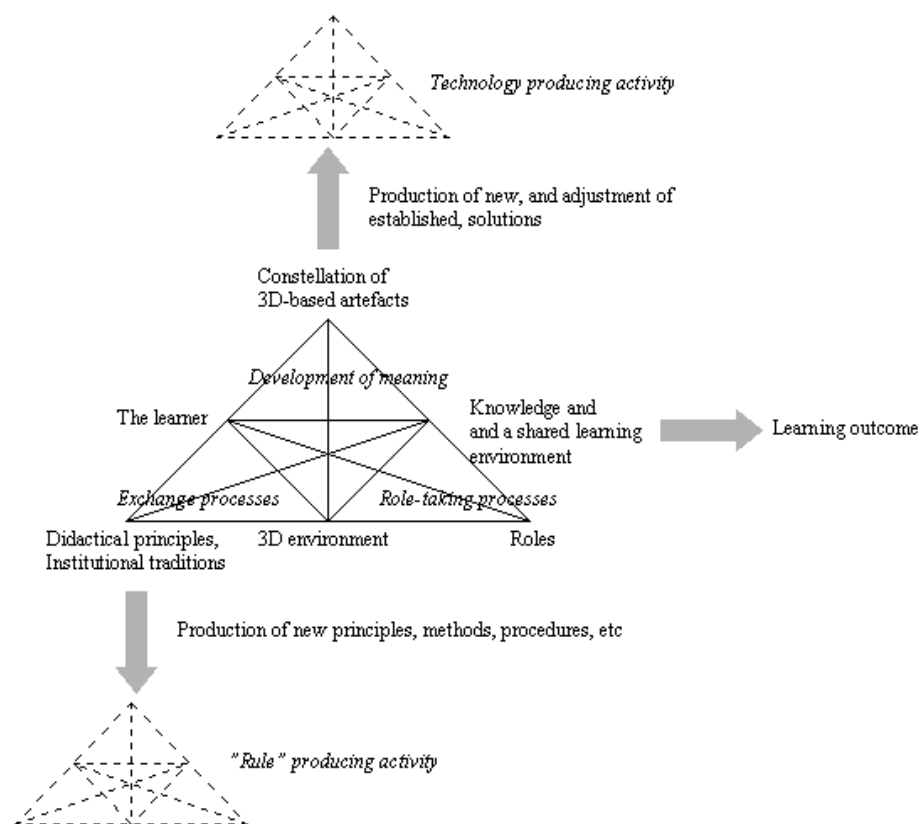 Technology producing activity
Production of new, and adjustment of
established, solutions
Constellation of
3D-based artefacts
Development of meaning
The learner
Knowledge and
and a shared learning
environment
Learning outcome
Exchange processes
Role-taking processes
Didactical principles,
Institutional traditions
3D environment
Roles
Production of new principles, methods, procedures, etc
"Rule" producing activity